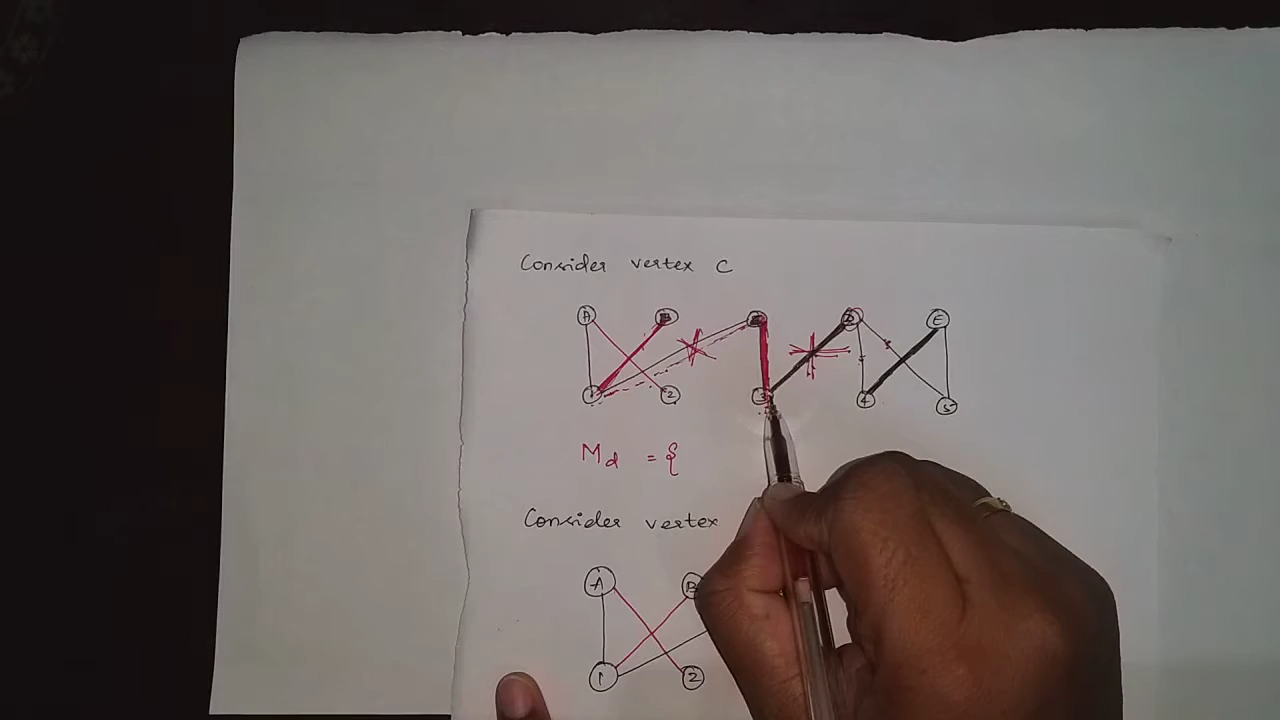 Consider vertex C
A B D E
1 2 3 4 5
Md = {
Consider vertex
A B
1 2